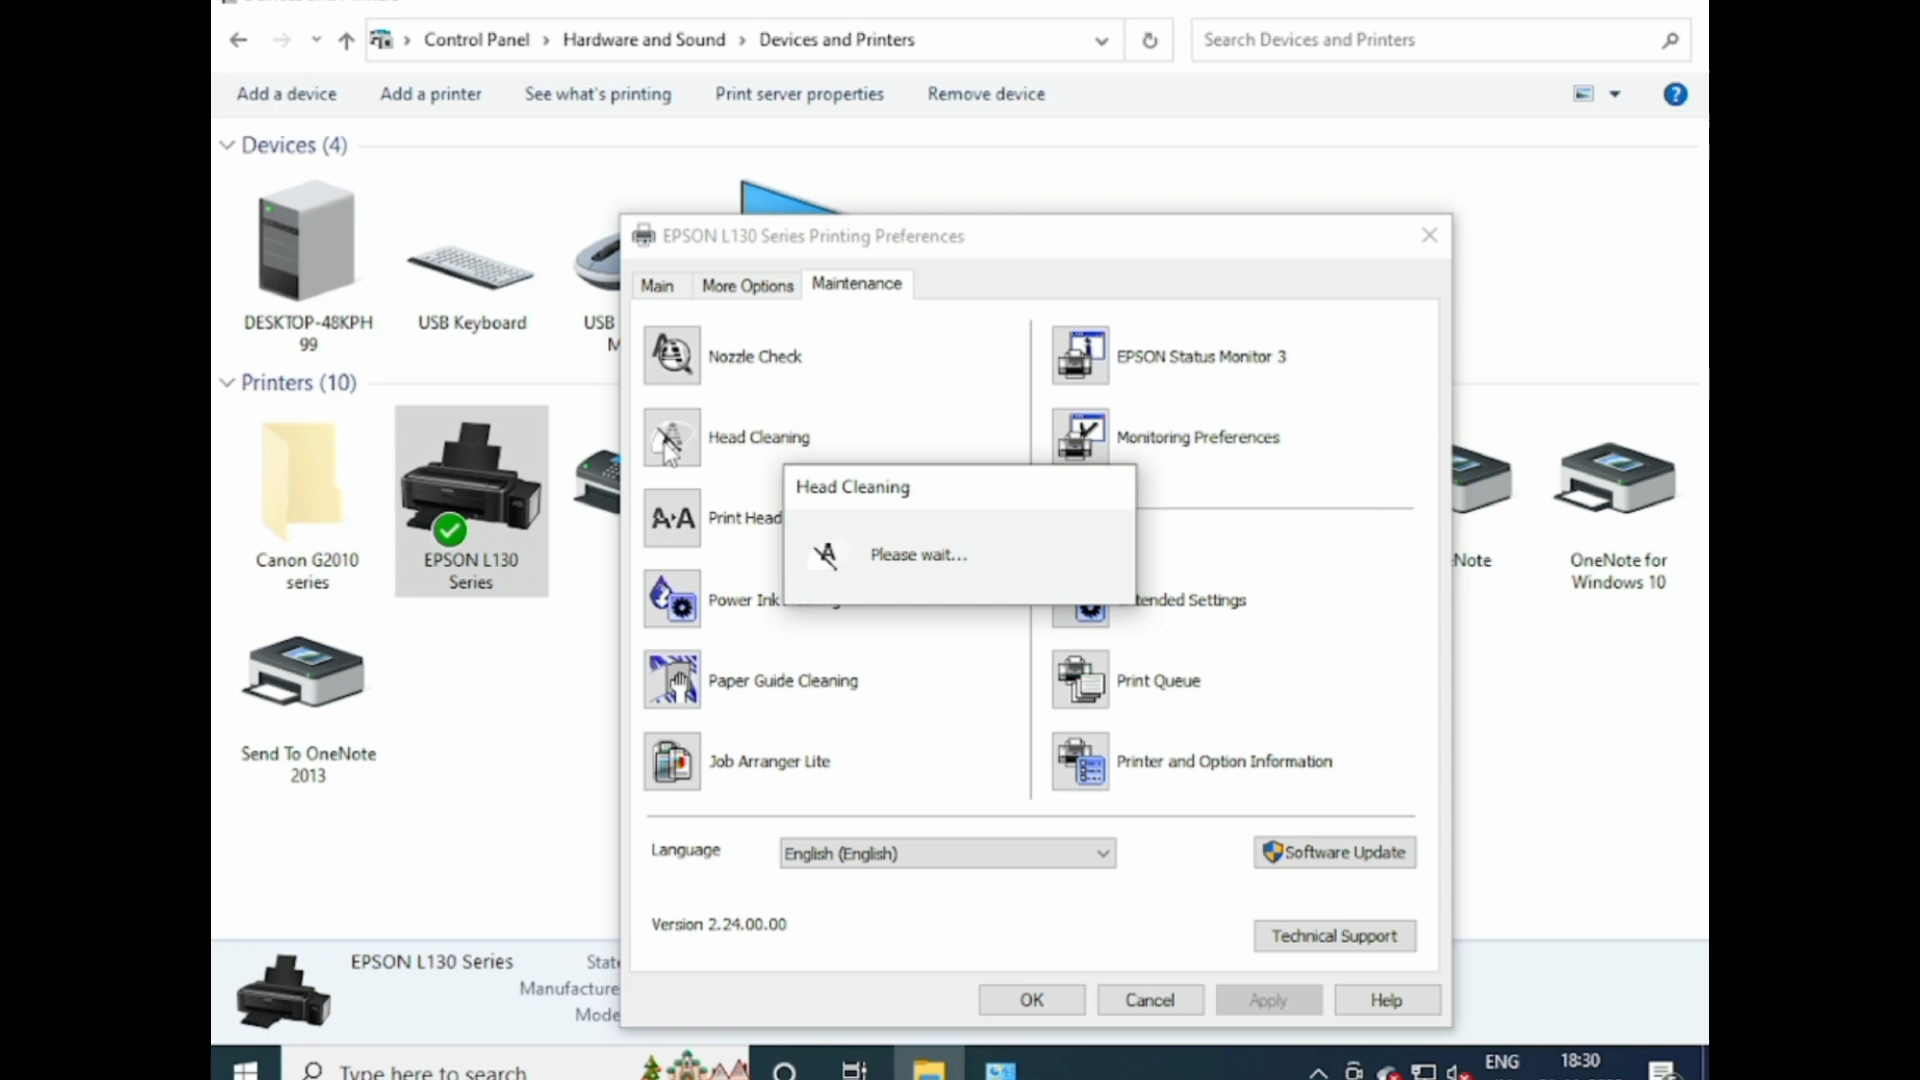 Control Panel > Hardware and Sound > Devices and Printers
Search Devices and Printers
Add a device
Add a printer
See what's printing
Print server properties
Remove device
?
Devices (4)
DESKTOP-48KPH
99
USB Keyboard
USB
M
Printers (10)
Canon G2010
series
EPSON L130
Series
Note
OneNote for
Windows 10
Send To OneNote
2013
EPSON L130 Series Printing Preferences
Main
More Options
Maintenance
Nozzle Check
Head Cleaning
Print Head
Power Ink
Paper Guide Cleaning
Job Arranger Lite
EPSON Status Monitor 3
Monitoring Preferences
tended Settings
Print Queue
Printer and Option Information
Head Cleaning
Please wait...
Language
English (English)
Software Update
Version 2.24.00.00
Technical Support
OK
Cancel
Apply
Help
EPSON L130 Series
State
Manufacture
Mode
Type here to search
ENG
18:30